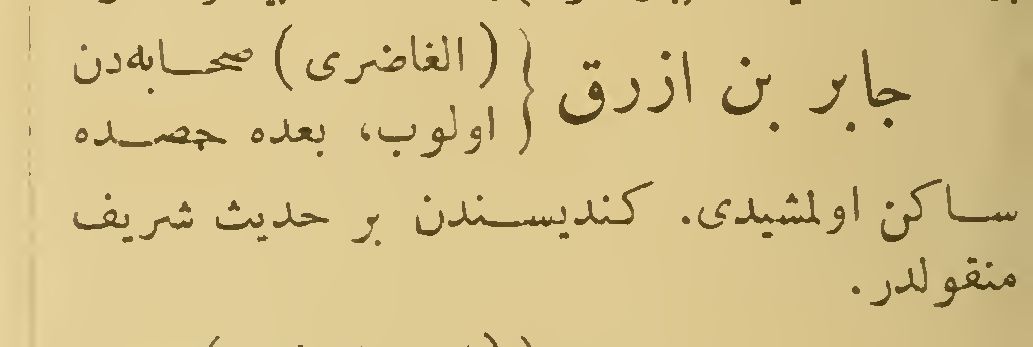 جابر بن ازرق { (الغاضری) صحابه‌دن
اولوب، بعده حمصده
ساکن اولمشیدی. کندیسندن بر حدیث شریف
منقولدر.